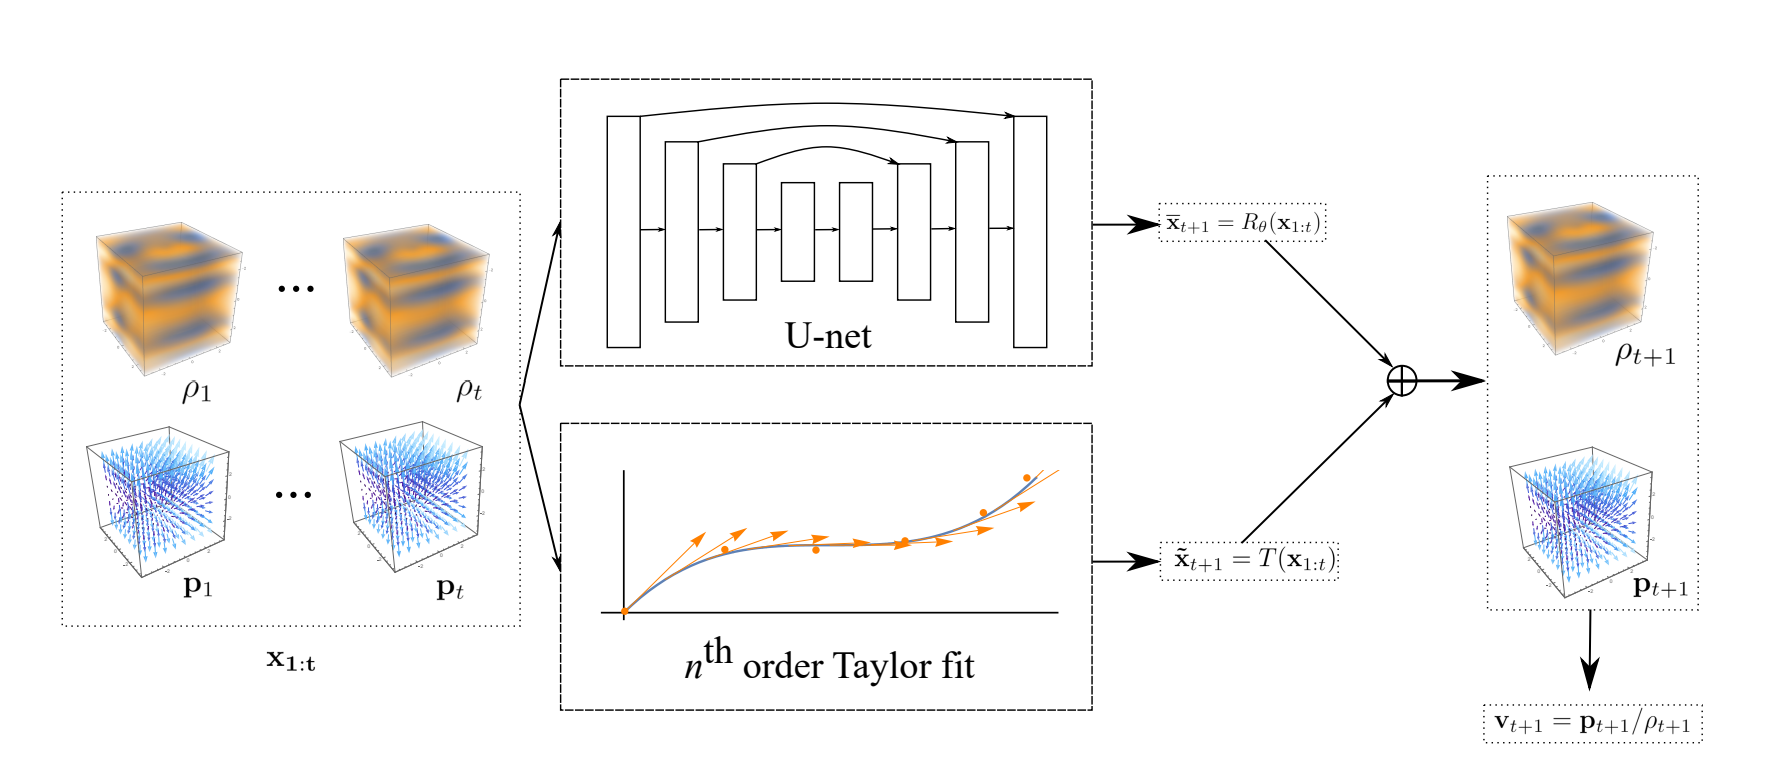 ρ₁
...
ρₜ
𝐩₁
...
𝐩ₜ
𝐱₁:ₜ
U-net
nᵗʰ order Taylor fit
x̅ₜ₊₁ = R_θ(𝐱₁:ₜ)
x̃ₜ₊₁ = T(𝐱₁:ₜ)
ρₜ₊₁
𝐩ₜ₊₁
𝐯ₜ₊₁ = 𝐩ₜ₊₁/ρₜ₊₁